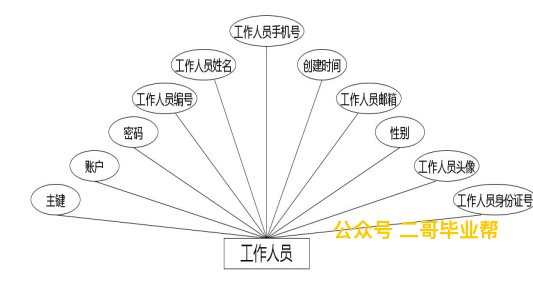 工作人员手机号
工作人员姓名
创建时间
工作人员编号
工作人员邮箱
密码
性别
账户
工作人员头像
主键
工作人员身份证号
公众号 二哥毕业帮
工作人员